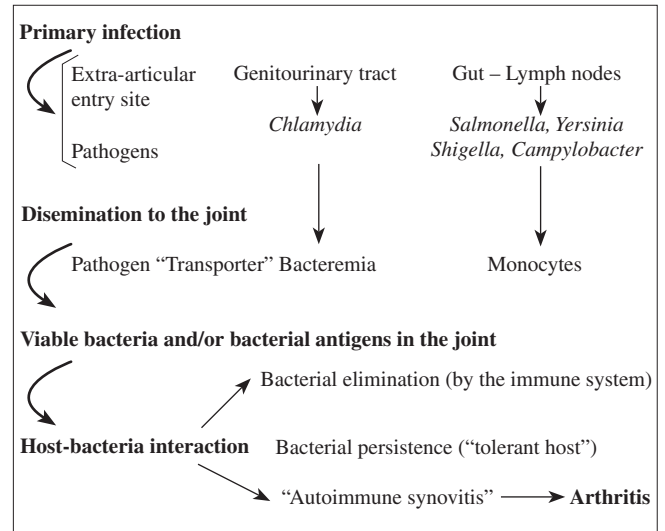 Primary infection
Extra-articular entry site
Genitourinary tract
Gut – Lymph nodes
Chlamydia
Salmonella, Yersinia
Shigella, Campylobacter
Pathogens
Disemination to the joint
Pathogen “Transporter” Bacteremia
Monocytes
Viable bacteria and/or bacterial antigens in the joint
Bacterial elimination (by the immune system)
Host-bacteria interaction
Bacterial persistence (“tolerant host”)
“Autoimmune synovitis”
Arthritis